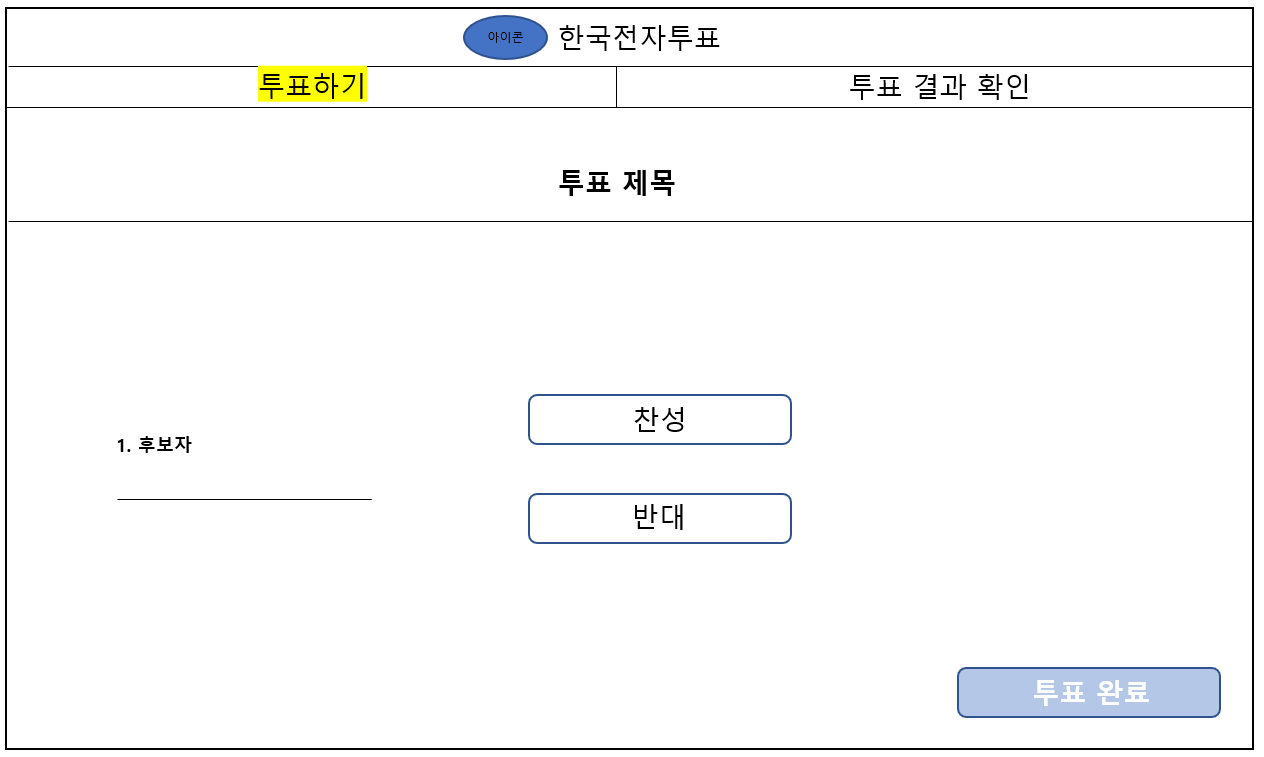 아이콘 한국전자투표
투표하기 투표 결과 확인
투표 제목
찬성
1. 후보자
반대
투표 완료